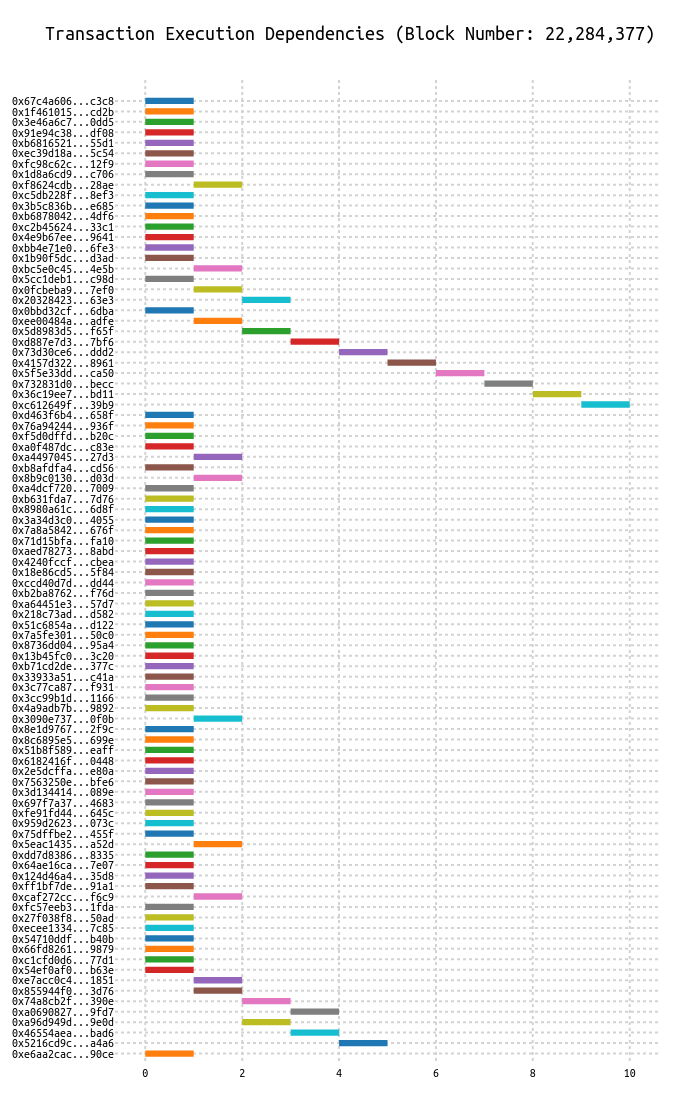 Transaction Execution Dependencies (Block Number: 22,284,377)
0x67c4a606...c3c8
0x1f461015...cd2b
0x3e46a6c7...0dd5
0x91e94c38...df08
0xb6816521...55d1
0xec39d18a...5c54
0xfc98c62c...12f9
0x1d8a6cd9...c706
0xf8624cdb...28ae
0xc5db228f...8ef3
0x3b5c836b...e685
0xb6878042...4df6
0xc2b45624...33c1
0x4e9b67ee...9641
0xbb4e71e0...6fe3
0x1b90f5dc...d3ad
0xbc5e0c45...4e5b
0x5cc1deb1...c98d
0x0fcbeba9...7ef0
0x20328423...63e3
0x0bbd32cf...6dba
0xee00484a...adfe
0x5d8983d5...f65f
0xd887e7d3...7bf6
0x73d30ce6...ddd2
0x4157d322...8961
0x5f5e33dd...ca50
0x732831d0...becc
0x36c19ee7...bd11
0xc612649f...39b9
0xd463f6b4...658f
0x76a94244...936f
0xf5d0dffd...b20c
0xa0f487dc...c83e
0xa4497045...27d3
0xb8afdfa4...cd56
0x8b9c0130...d03d
0xa4dcf720...7009
0xb631fda7...7d76
0x8980a61c...6d8f
0x3a34d3c0...4055
0x7a8a5842...676f
0x71d15bfa...fa10
0xaed78273...8abd
0x4240fccf...cbea
0x18e86cd5...5f84
0xccd40d7d...dd44
0xb2ba8762...f76d
0xa64451e3...57d7
0x218c73ad...d582
0x51c6854a...d122
0x7a5fe301...50c0
0x8736dd04...95a4
0x13b45fc0...3c20
0xb71cd2de...377c
0x33933a51...c41a
0x3c77ca87...f931
0x3cc99b1d...1166
0x4a9adb7b...9892
0x3090e737...0f0b
0x8e1d9767...2f9c
0x8c6895e5...699e
0x51b8f589...eaff
0x6182416f...0448
0x2e5dcffa...e80a
0x7563250e...bfe6
0x3d134414...089e
0x697f7a37...4683
0xfe91fd44...645c
0x959d2623...073c
0x75dffbe2...455f
0x5eac1435...a52d
0xdd7d8386...8335
0x64ae16ca...7e07
0x124d46a4...35d8
0xff1bf7de...91a1
0xcaf272cc...f6c9
0xfc57eeb3...1fda
0x27f038f8...50ad
0xecee1334...7c85
0x54710ddf...b40b
0x66fd8261...9879
0xc1cfd0d6...77d1
0x54ef0af0...b63e
0xe7acc0c4...1851
0x855944f0...3d76
0x74a8cb2f...390e
0xa0690827...9fd7
0xa96d949d...9e0d
0x46554aea...bad6
0x5216cd9c...a4a6
0xe6aa2cac...90ce
0 2 4 6 8 10